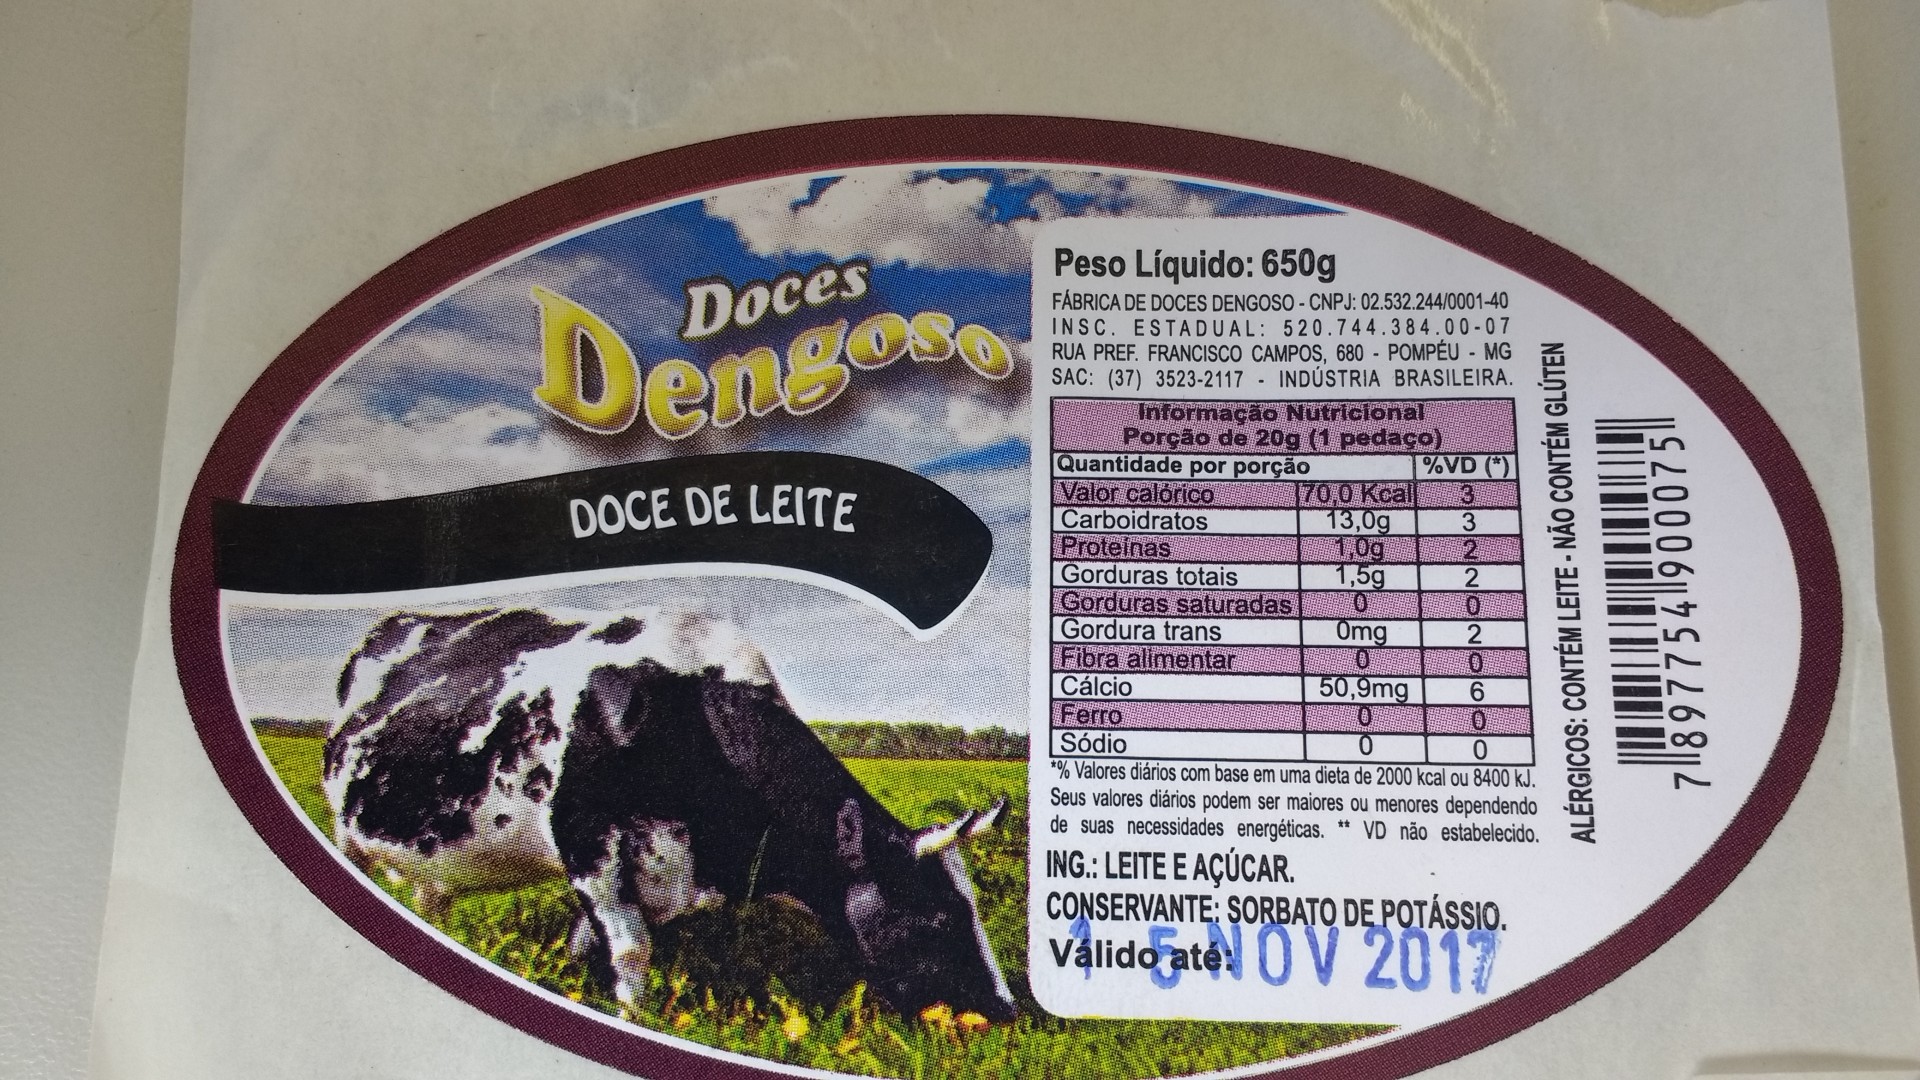 Doces
Dengoso
DOCE DE LEITE
Peso Líquido: 650g
FÁBRICA DE DOCES DENGOSO - CNPJ: 02.532.244/0001-40
INSC. ESTADUAL: 520.744.384.00-07
RUA PREF. FRANCISCO CAMPOS, 680 - POMPÉU - MG
SAC: (37) 3523-2117 - INDÚSTRIA BRASILEIRA.
Informação Nutricional
Porção de 20g (1 pedaço)
Quantidade por porção %VD (*)
Valor calórico 70,0 Kcal 3
Carboidratos 13,0g 3
Proteínas 1,0g 2
Gorduras totais 1,5g 2
Gorduras saturadas 0 0
Gordura trans 0mg 2
Fibra alimentar 0 0
Cálcio 50,9mg 6
Ferro 0 0
Sódio 0 0
*% Valores diários com base em uma dieta de 2000 kcal ou 8400 kJ.
Seus valores diários podem ser maiores ou menores dependendo
de suas necessidades energéticas. ** VD não estabelecido.
ING.: LEITE E AÇÚCAR.
CONSERVANTE: SORBATO DE POTÁSSIO.
Válido até: 15 NOV 2017
ALÉRGICOS: CONTÉM LEITE - NÃO CONTÉM GLÚTEN
7 897754 900075